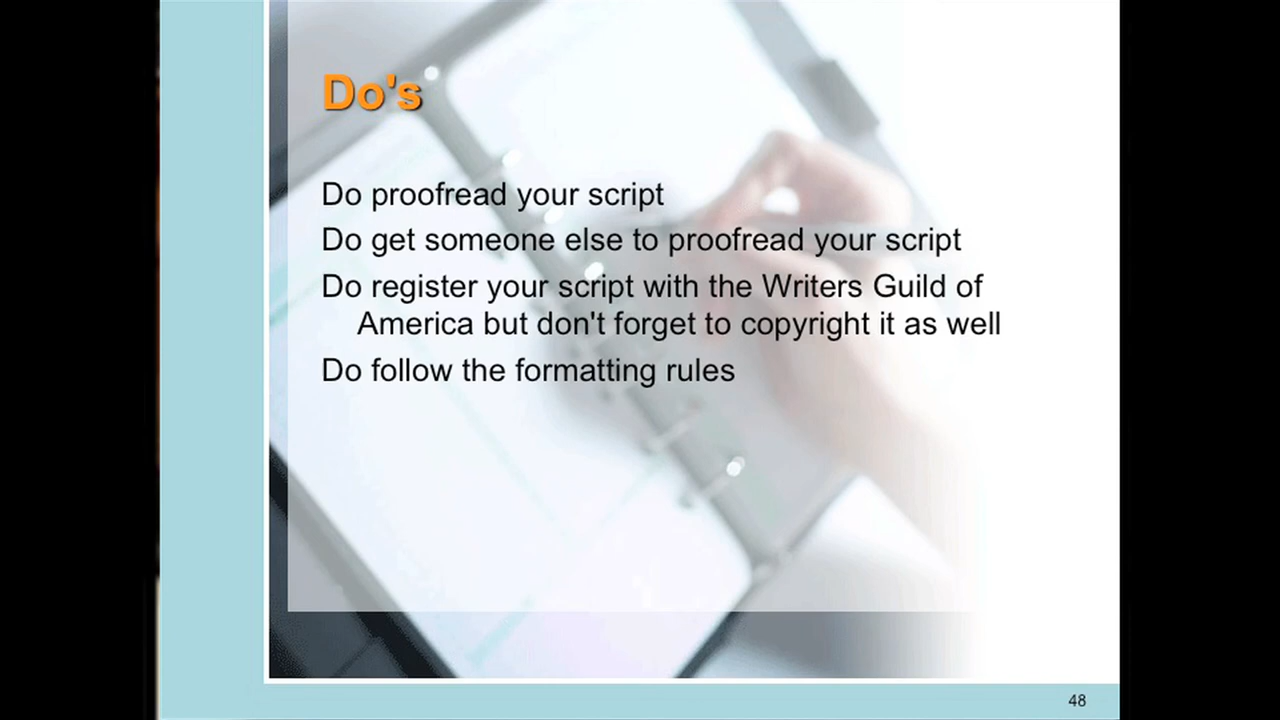 Do's
Do proofread your script
Do get someone else to proofread your script
Do register your script with the Writers Guild of
America but don't forget to copyright it as well
Do follow the formatting rules
48